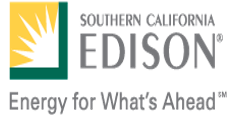 SOUTHERN CALIFORNIA
EDISON®
Energy for What's Ahead℠